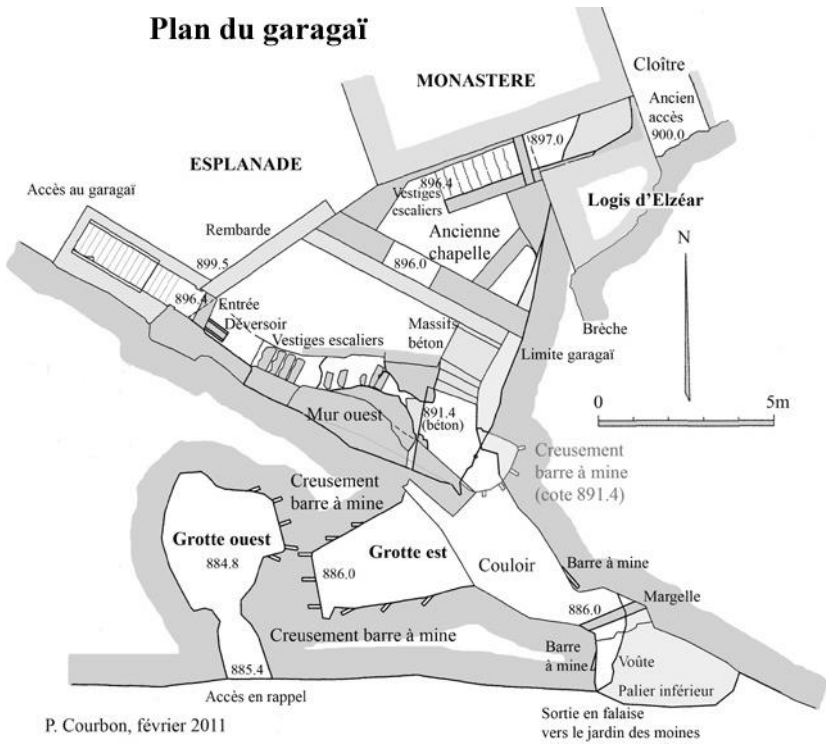 Plan du garagaï
MONASTERE
Cloître
Ancien
accès
900.0
897.0
ESPLANADE
896.4
Vestiges
escaliers
Logis d'Elzéar
Accès au garagaï
Rembarde
Ancienne
chapelle
899.5
896.0
N
896.4
Entrée
Déversoir
Vestiges escaliers
Massifs
béton
Brèche
Limite garagaï
0 5m
Mur ouest
891.4
(béton)
Creusement
barre à mine
(cote 891.4)
Creusement
barre à mine
Grotte ouest
884.8
Grotte est
886.0
Couloir
Barre à mine
886.0
Margelle
Creusement barre à mine
Barre
à mine
Voûte
885.4
Palier inférieur
Accès en rappel
Sortie en falaise
vers le jardin des moines
P. Courbon, février 2011